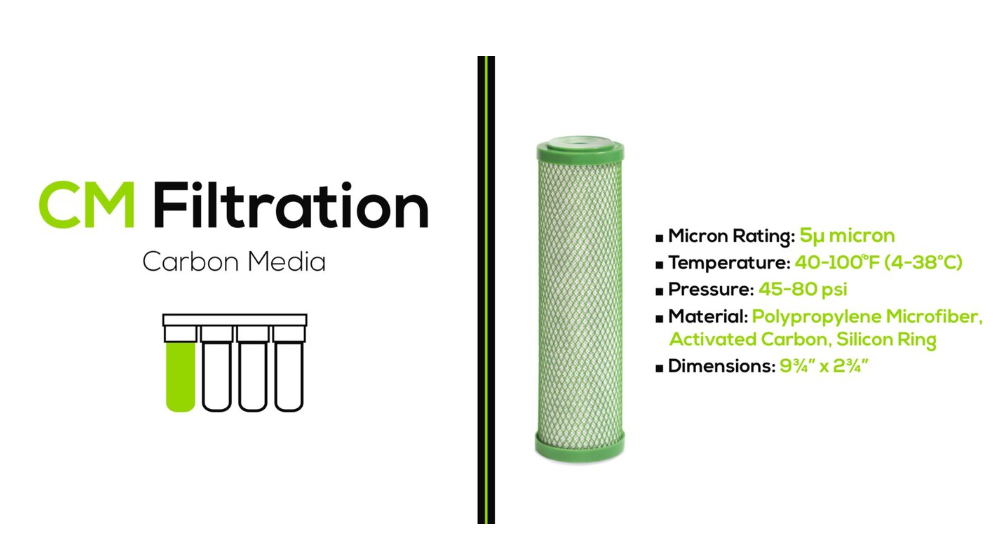 CM Filtration
Carbon Media
▪ Micron Rating: 5µ micron
▪ Temperature: 40-100°F (4-38°C)
▪ Pressure: 45-80 psi
▪ Material: Polypropylene Microfiber,
Activated Carbon, Silicon Ring
▪ Dimensions: 9¾” x 2¾”